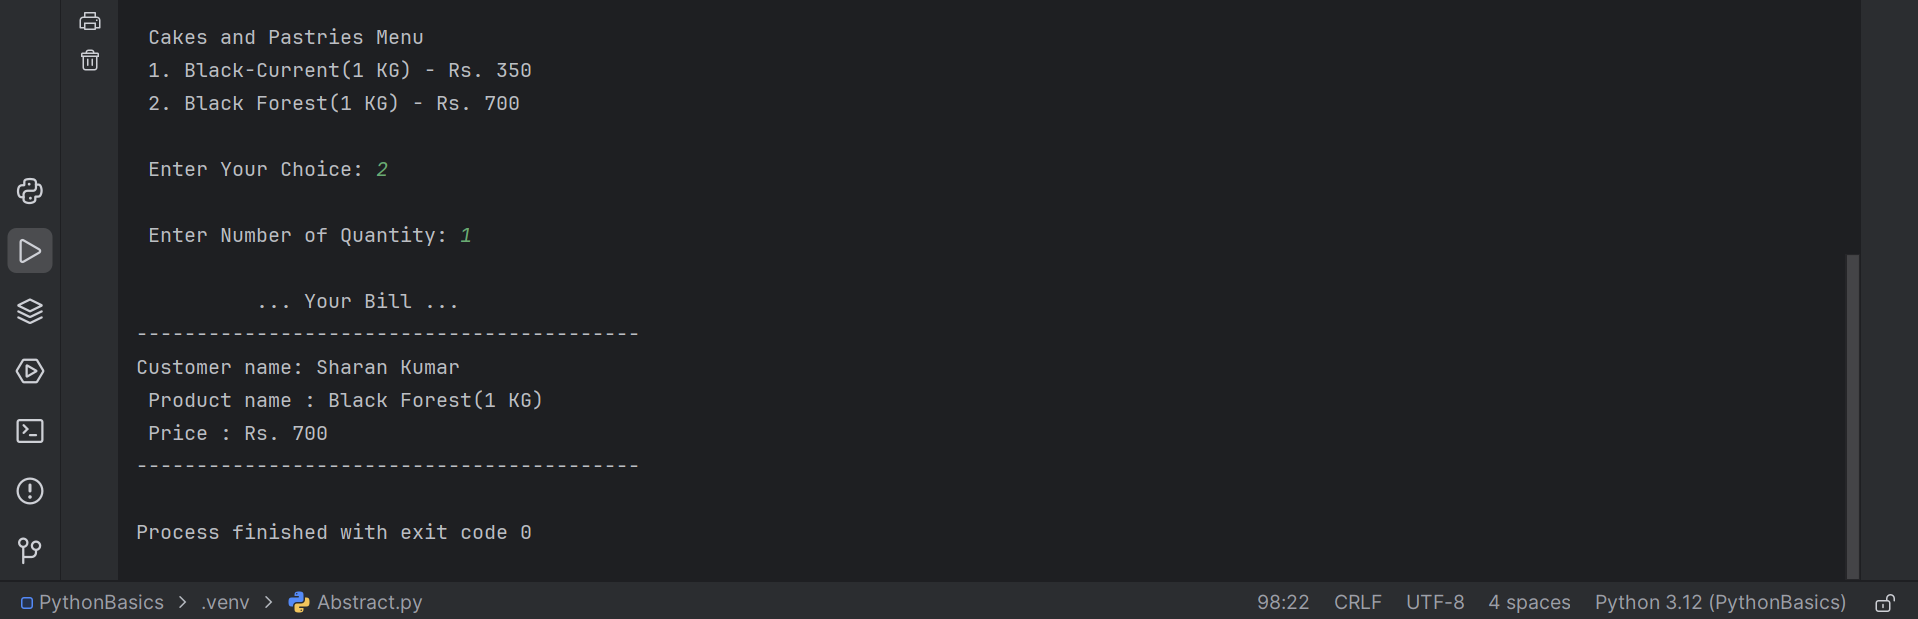 Cakes and Pastries Menu
1. Black-Current(1 KG) - Rs. 350
2. Black Forest(1 KG) - Rs. 700
Enter Your Choice: 2
Enter Number of Quantity: 1
... Your Bill ...
------------------------------------------
Customer name: Sharan Kumar
Product name : Black Forest(1 KG)
Price : Rs. 700
------------------------------------------
Process finished with exit code 0
PythonBasics > .venv > Abstract.py 98:22 CRLF UTF-8 4 spaces Python 3.12 (PythonBasics)